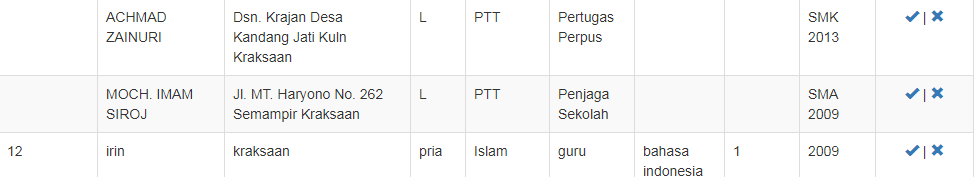 ACHMAD ZAINURI Dsn. Krajan Desa Kandang Jati Kuln Kraksaan L PTT Pertugas Perpus SMK 2013 |
MOCH. IMAM SIROJ Jl. MT. Haryono No. 262 Semampir Kraksaan L PTT Penjaga Sekolah SMA 2009 |
12 irin kraksaan pria Islam guru bahasa indonesia 1 2009 |